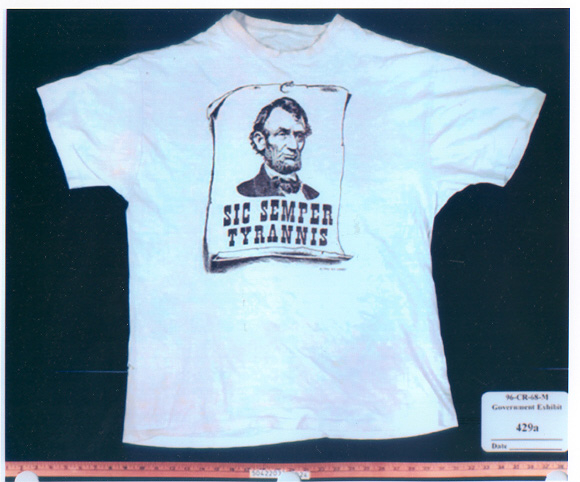 SIC SEMPER
TYRANNIS
96-CR-68-M
Government Exhibit
429a
Date